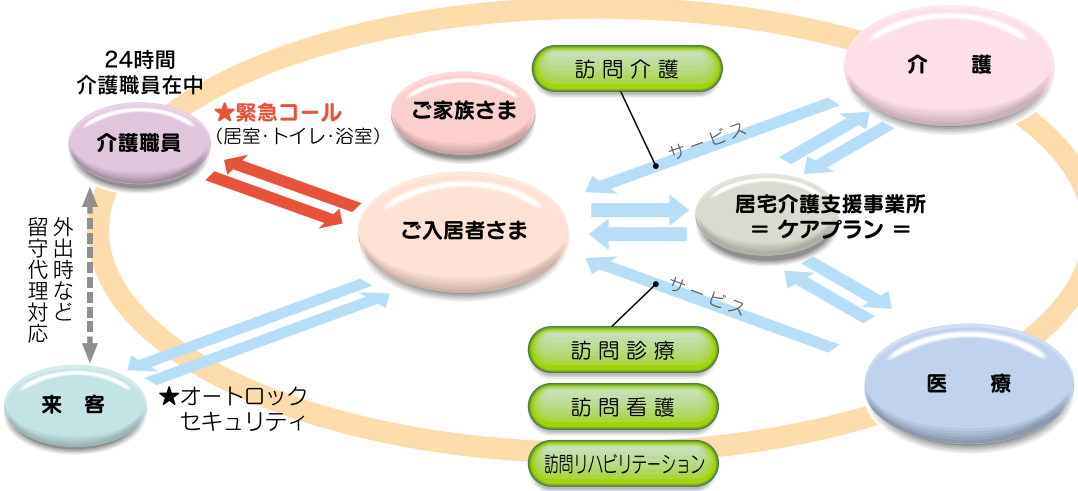 24時間
介護職員在中
介護職員
★緊急コール
（居室・トイレ・浴室）
ご家族さま
訪問介護
介　護
サービス
ご入居者さま
居宅介護支援事業所
＝ ケアプラン ＝
外出時など
留守代理対応
サービス
訪問診療
訪問看護
訪問リハビリテーション
医　療
来　客
★オートロック
セキュリティ